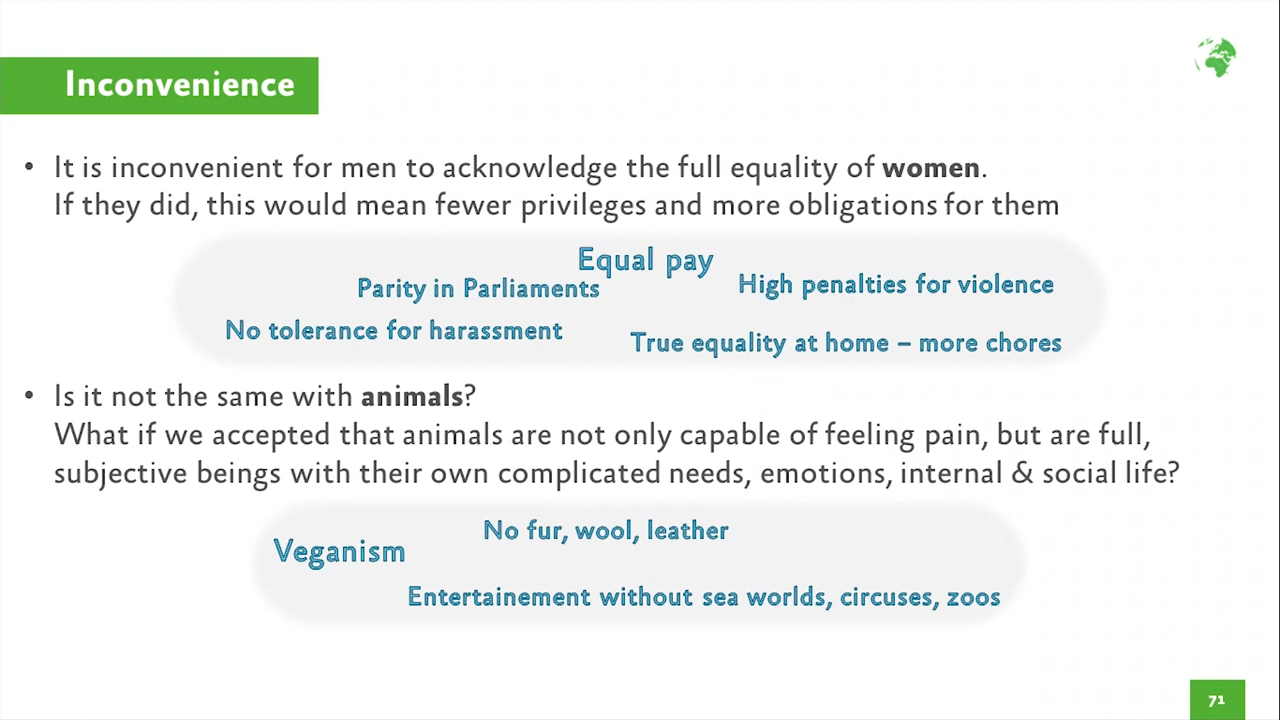 Inconvenience
• It is inconvenient for men to acknowledge the full equality of women.
If they did, this would mean fewer privileges and more obligations for them
Equal pay
Parity in Parliaments
High penalties for violence
No tolerance for harassment
True equality at home – more chores
• Is it not the same with animals?
What if we accepted that animals are not only capable of feeling pain, but are full,
subjective beings with their own complicated needs, emotions, internal & social life?
No fur, wool, leather
Veganism
Entertainement without sea worlds, circuses, zoos
71